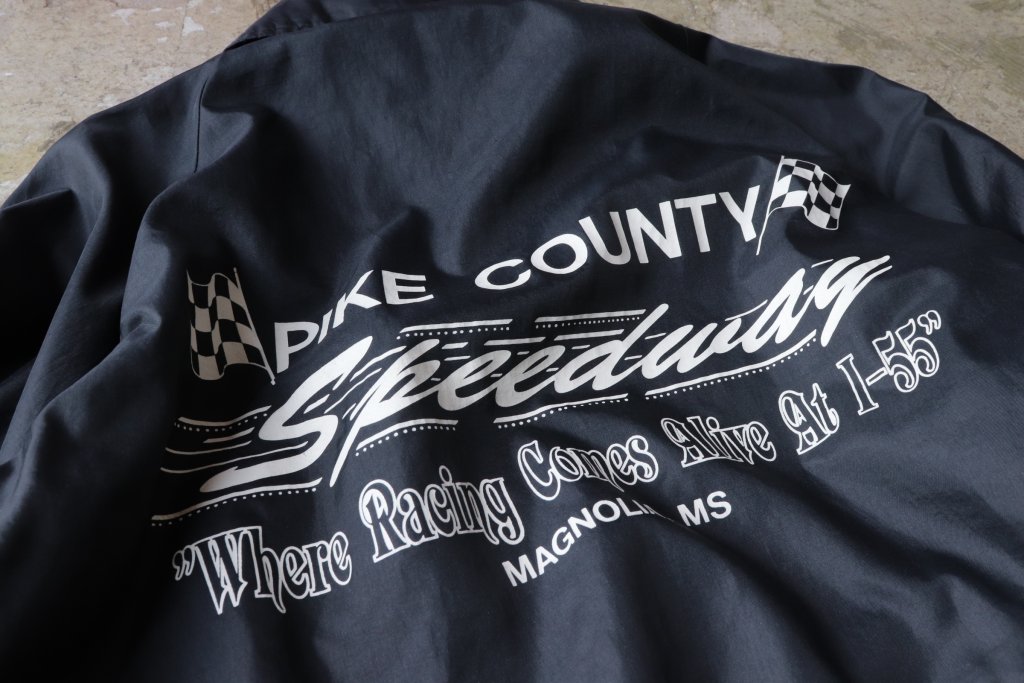 PIKE COUNTY
Speedway
"Where Racing Comes Alive At I-55"
MAGNOLIA MS